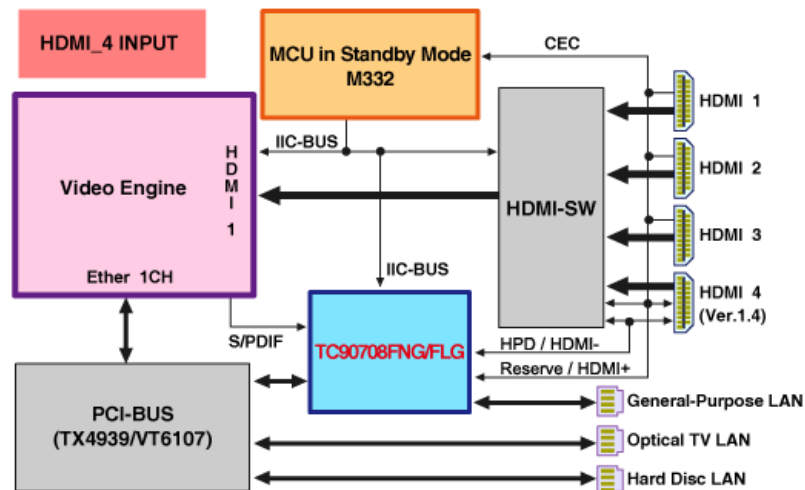 HDMI_4 INPUT
MCU in Standby Mode
M332
CEC
HDMI 1
HDMI 2
HDMI 3
HDMI 4
(Ver.1.4)
IIC-BUS
HDMI 1
Video Engine
HDMI-SW
Ether 1CH
IIC-BUS
S/PDIF
TC90708FNG/FLG
HPD / HDMI-
Reserve / HDMI+
PCI-BUS
(TX4939/VT6107)
General-Purpose LAN
Optical TV LAN
Hard Disc LAN